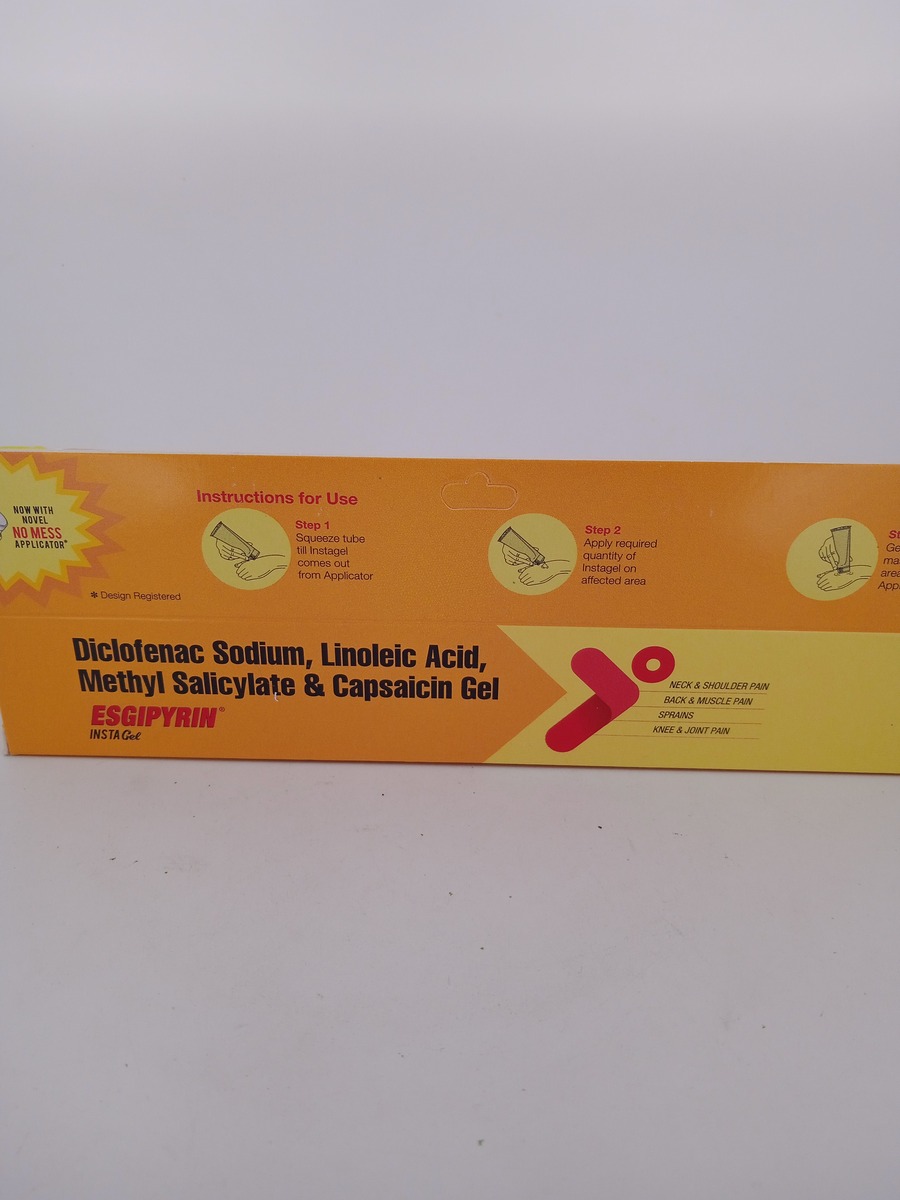 NOW WITH
NOVEL
NO MESS
APPLICATOR*
* Design Registered
Instructions for Use
Step 1
Squeeze tube
till Instagel
comes out
from Applicator
Step 2
Apply required
quantity of
Instagel on
affected area
Diclofenac Sodium, Linoleic Acid,
Methyl Salicylate & Capsaicin Gel
ESGIPYRIN®
INSTAGel
NECK & SHOULDER PAIN
BACK & MUSCLE PAIN
SPRAINS
KNEE & JOINT PAIN